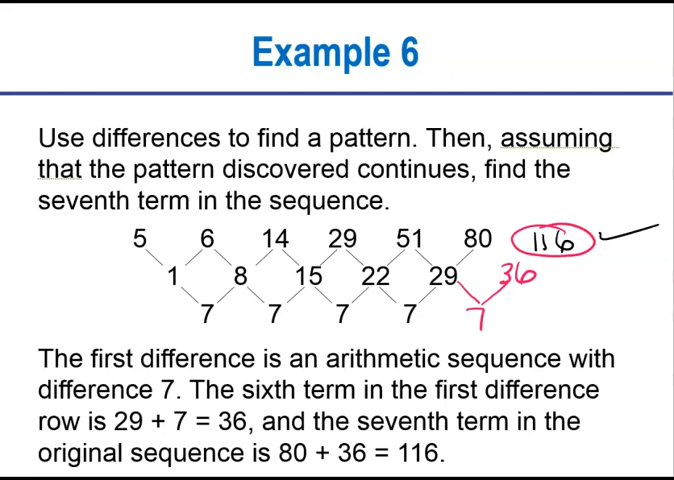 Example 6
Use differences to find a pattern. Then, assuming
that the pattern discovered continues, find the
seventh term in the sequence.
5 6 14 29 51 80 116
1 8 15 22 29 36
7 7 7 7 7
The first difference is an arithmetic sequence with
difference 7. The sixth term in the first difference
row is 29 + 7 = 36, and the seventh term in the
original sequence is 80 + 36 = 116.